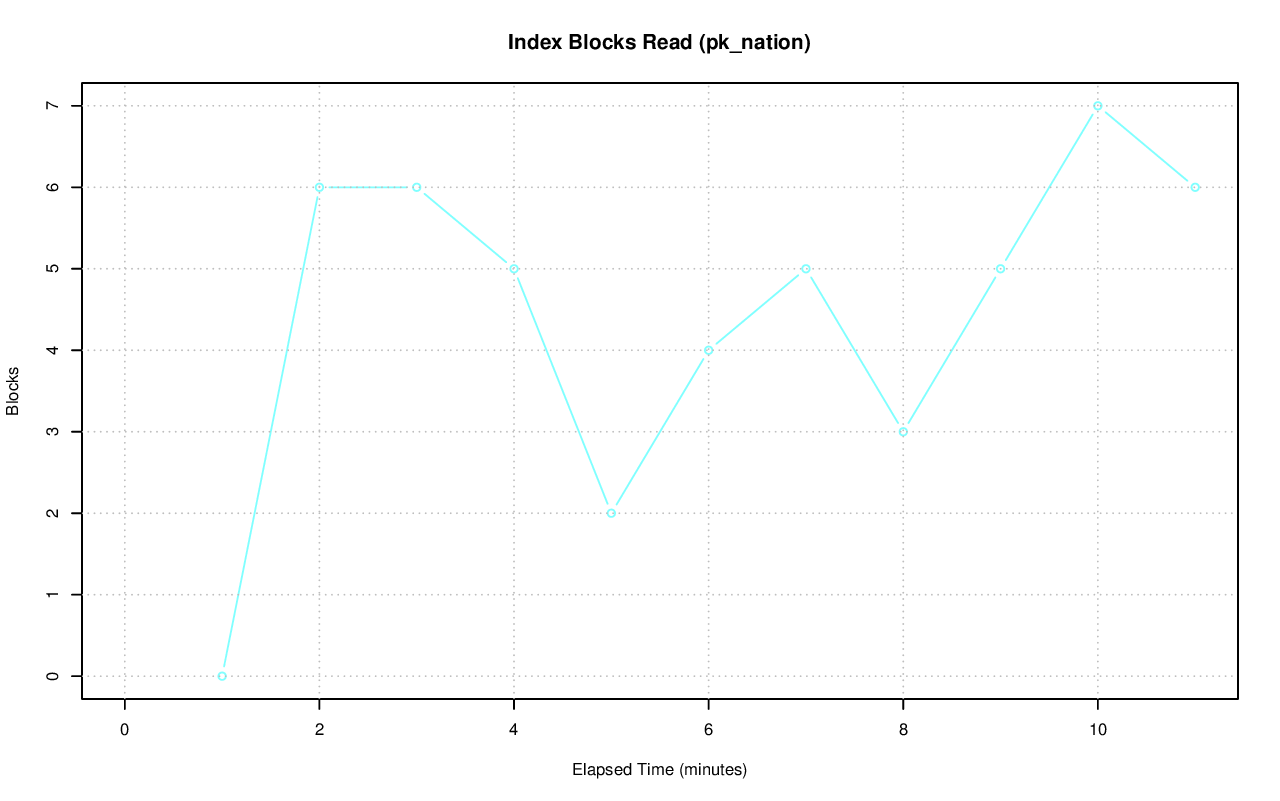 Index Blocks Read (pk_nation)
7
6
5
4
3
2
1
0
Blocks
0 2 4 6 8 10
Elapsed Time (minutes)